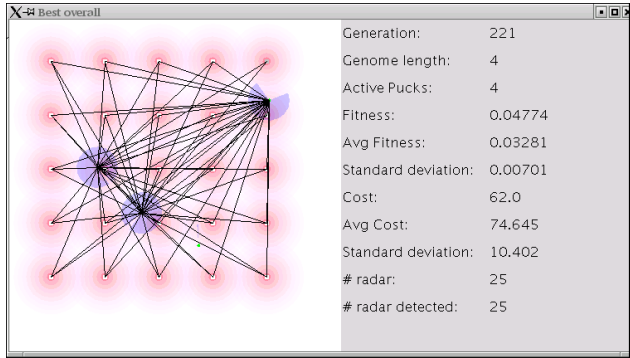 Best overall
Generation: 221
Genome length: 4
Active Pucks: 4
Fitness: 0.04774
Avg Fitness: 0.03281
Standard deviation: 0.00701
Cost: 62.0
Avg Cost: 74.645
Standard deviation: 10.402
# radar: 25
# radar detected: 25